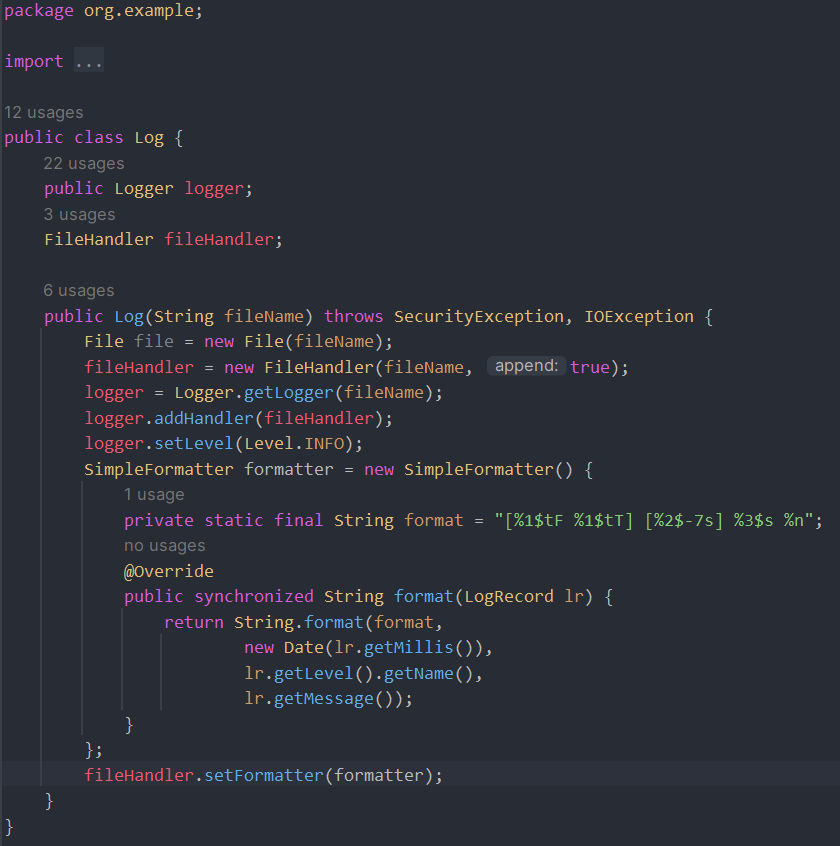 package org.example;
import ...
12 usages
public class Log {
22 usages
public Logger logger;
3 usages
FileHandler fileHandler;
6 usages
public Log(String fileName) throws SecurityException, IOException {
File file = new File(fileName);
fileHandler = new FileHandler(fileName, append: true);
logger = Logger.getLogger(fileName);
logger.addHandler(fileHandler);
logger.setLevel(Level.INFO);
SimpleFormatter formatter = new SimpleFormatter() {
1 usage
private static final String format = "[%1$tF %1$tT] [%2$-7s] %3$s %n";
no usages
@Override
public synchronized String format(LogRecord lr) {
return String.format(format,
new Date(lr.getMillis()),
lr.getLevel().getName(),
lr.getMessage());
}
};
fileHandler.setFormatter(formatter);
}
}